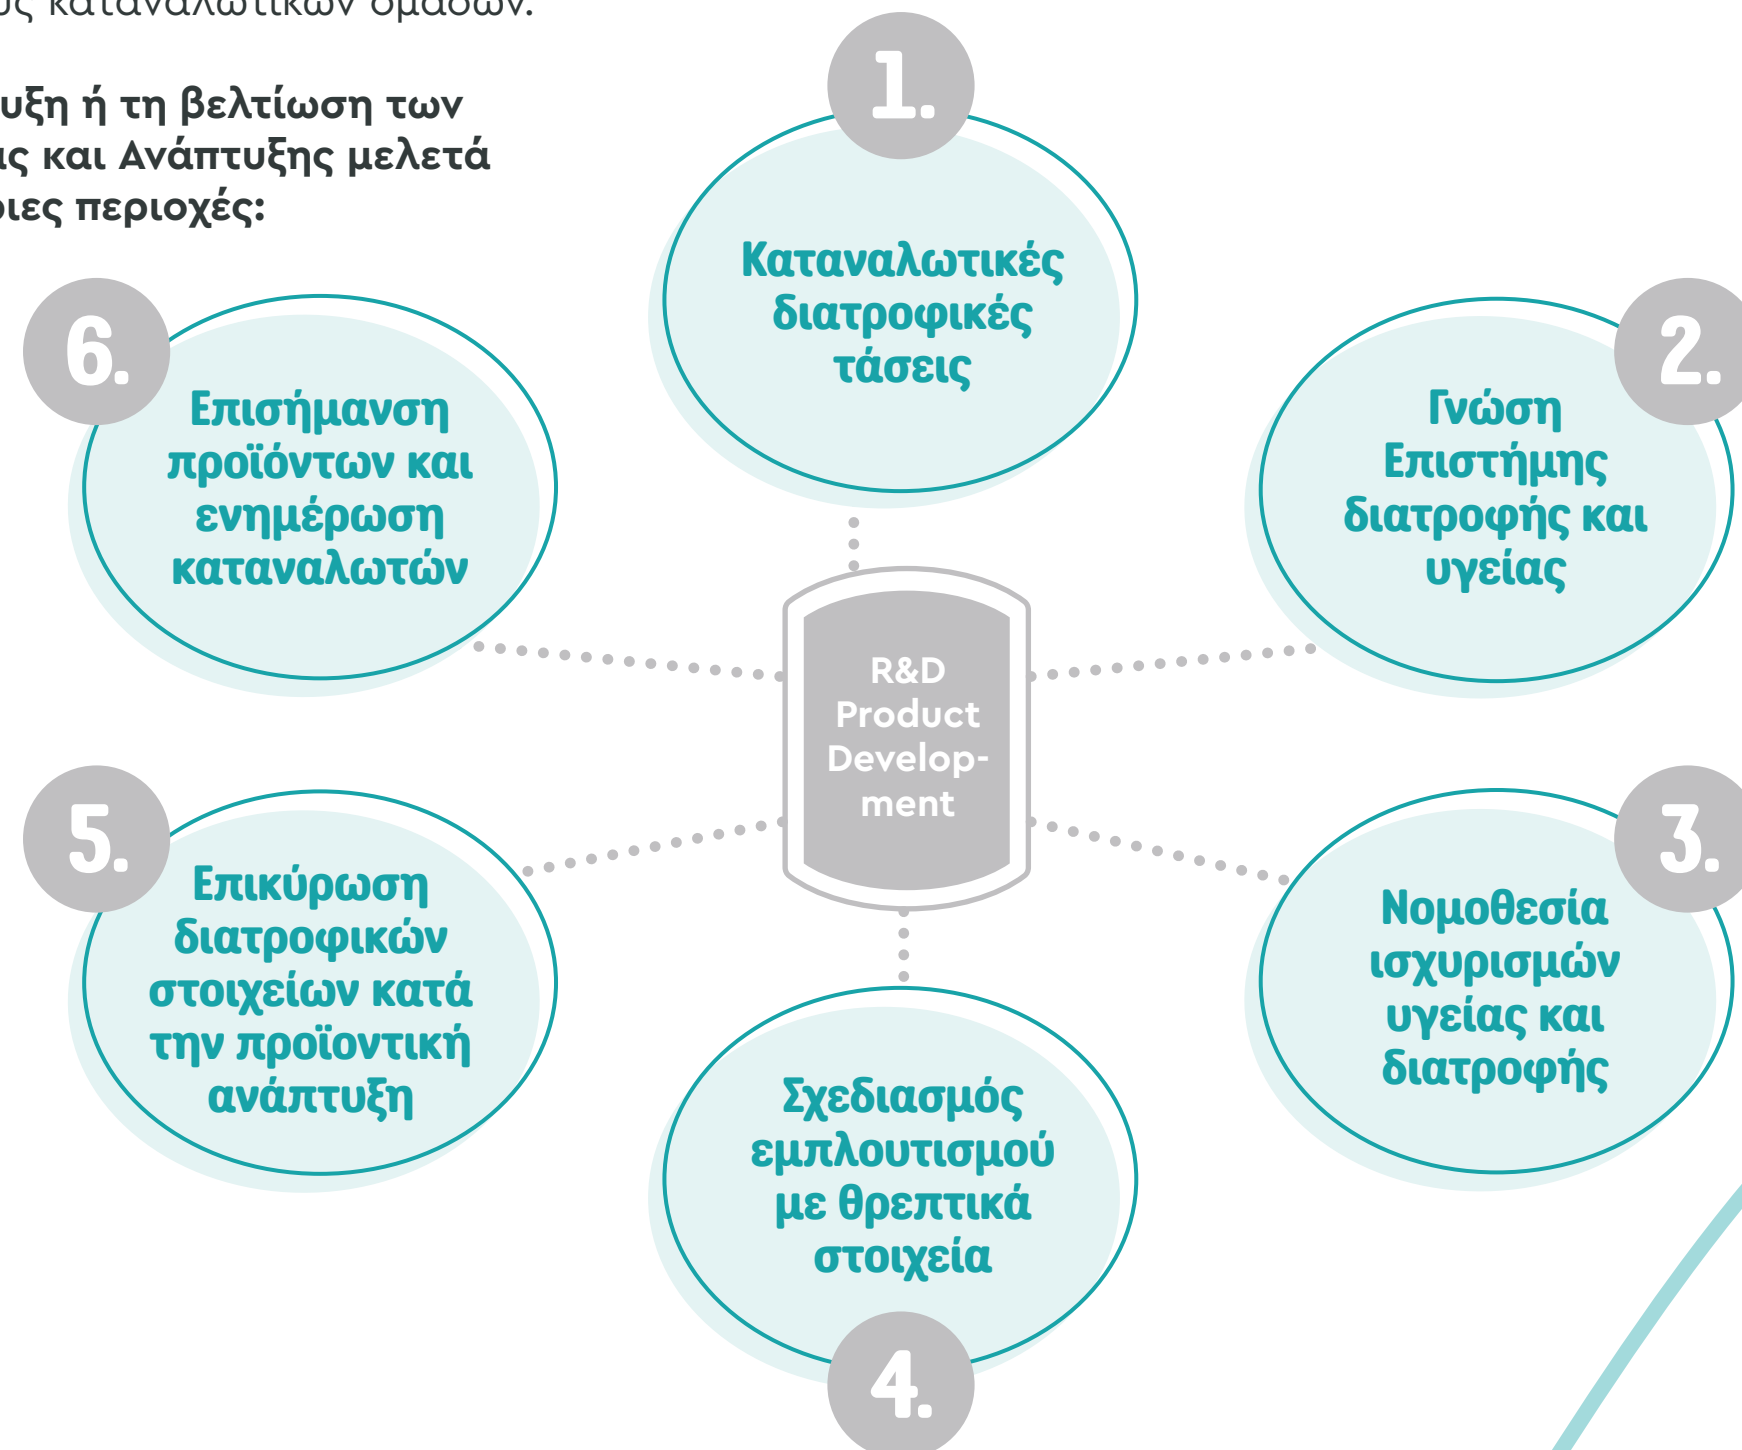 καταναλωτικών ομάδων.
ή τη βελτίωση των
και Ανάπτυξης μελετά
περιοχές:
1.
Καταναλωτικές
διατροφικές
τάσεις
2.
Γνώση
Επιστήμης
διατροφής και
υγείας
3.
Νομοθεσία
ισχυρισμών
υγείας και
διατροφής
4.
Σχεδιασμός
εμπλουτισμού
με θρεπτικά
στοιχεία
5.
Επικύρωση
διατροφικών
στοιχείων κατά
την προϊοντική
ανάπτυξη
6.
Επισήμανση
προϊόντων και
ενημέρωση
καταναλωτών
R&D
Product
Develop-
ment